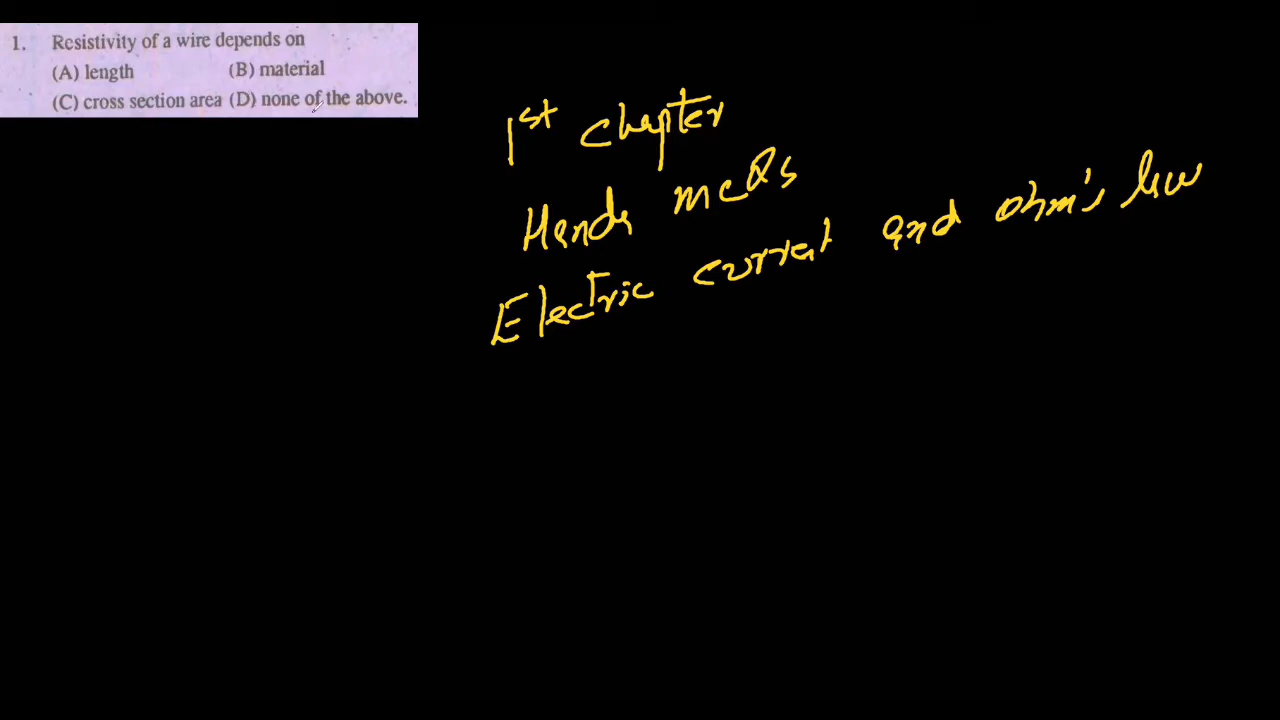 1. Resistivity of a wire depends on
(A) length (B) material
(C) cross section area (D) none of the above.
1st chapter
Handa MCQs
Electric current and ohm's law